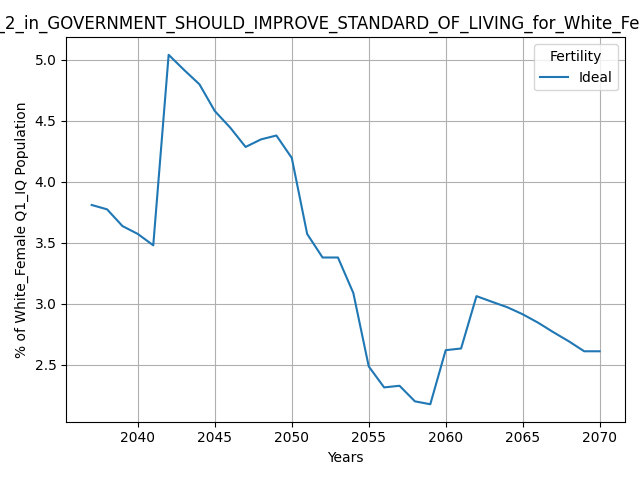 _2_in_GOVERNMENT_SHOULD_IMPROVE_STANDARD_OF_LIVING_for_White_Fe
Fertility
Ideal
5.0
4.5
4.0
3.5
3.0
2.5
% of White_Female Q1_IQ Population
2040 2045 2050 2055 2060 2065 2070
Years